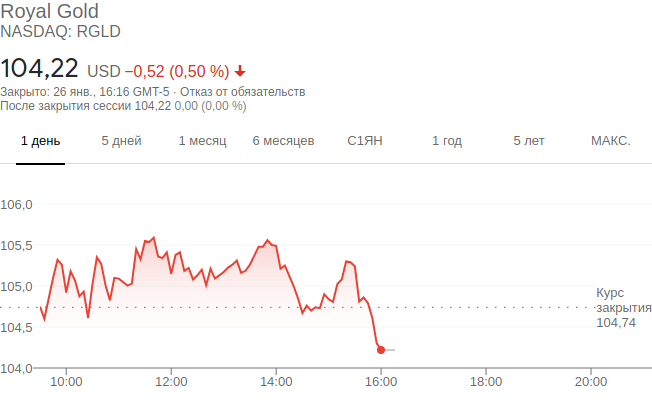 Royal Gold
NASDAQ: RGLD
104,22 USD −0,52 (0,50 %)
Закрыто: 26 янв., 16:16 GMT-5 · Отказ от обязательств
После закрытия сессии 104,22 0,00 (0,00 %)
1 день 5 дней 1 месяц 6 месяцев С1ЯН 1 год 5 лет МАКС.
106,0
105,5
105,0
Курс
закрытия
104,74
104,5
104,0
10:00 12:00 14:00 16:00 18:00 20:00